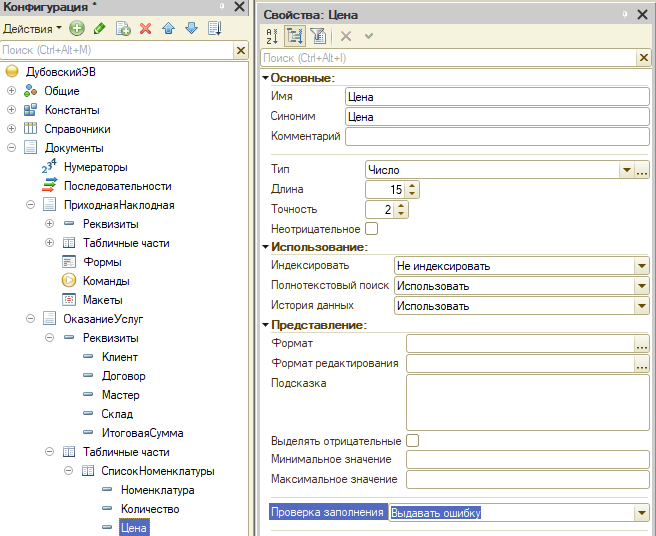 Конфигурация *
Действия
Поиск (Ctrl+Alt+M)
ДубовскийЭВ
Общие
Константы
Справочники
Документы
Нумераторы
Последовательности
ПриходнаяНаклодная
Реквизиты
Табличные части
Формы
Команды
Макеты
ОказаниеУслуг
Реквизиты
Клиент
Договор
Мастер
Склад
ИтоговаяСумма
Табличные части
СписокНоменклатуры
Номенклатура
Количество
Цена
Свойства: Цена
Поиск (Ctrl+Alt+I)
Основные:
Имя Цена
Синоним Цена
Комментарий
Тип Число
Длина 15
Точность 2
Неотрицательное
Использование:
Индексировать Не индексировать
Полнотекстовый поиск Использовать
История данных Использовать
Представление:
Формат
Формат редактирования
Подсказка
Выделять отрицательные
Минимальное значение
Максимальное значение
Проверка заполнения Выдавать ошибку